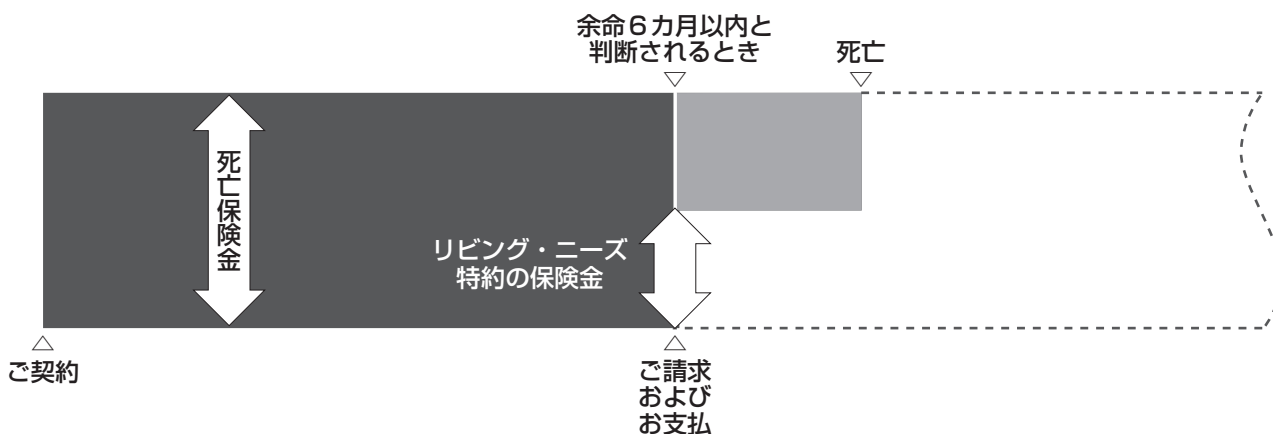 余命６カ月以内と
判断されるとき
死亡
死亡保険金
リビング・ニーズ
特約の保険金
ご契約
ご請求
および
お支払